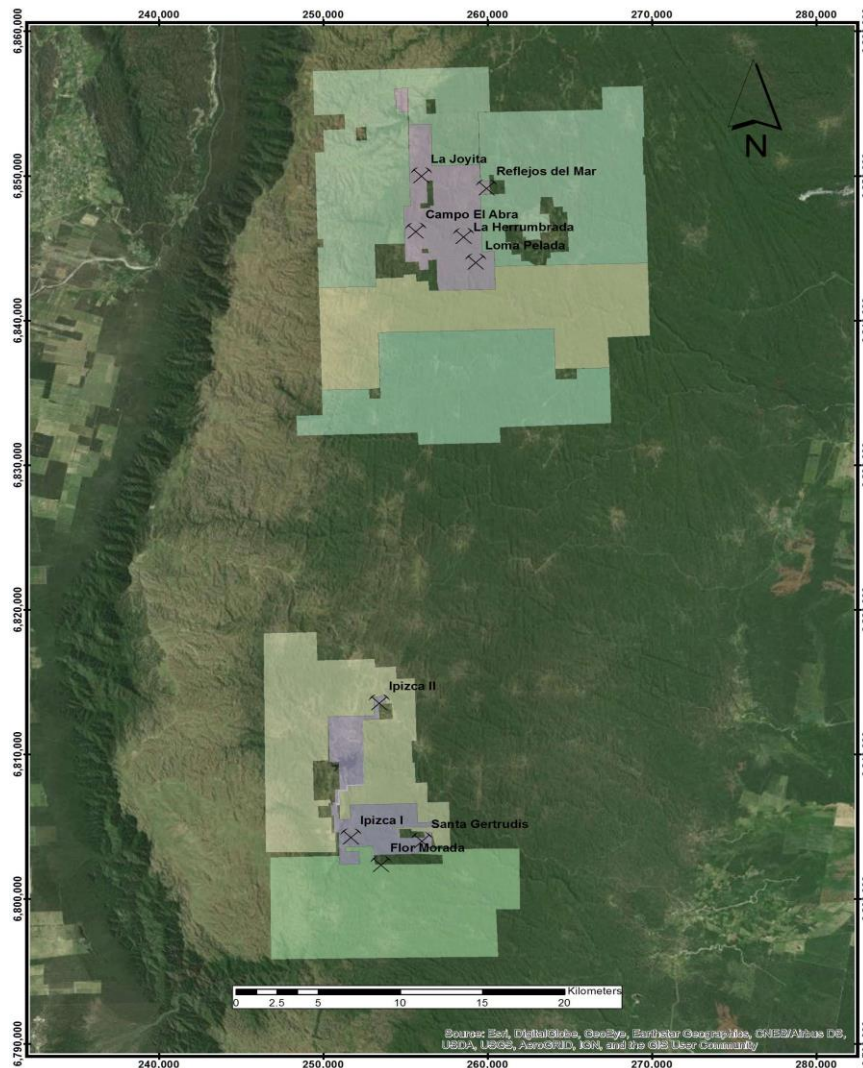 240,000 250,000 260,000 270,000 280,000
6,860,000
6,850,000
6,840,000
6,830,000
6,820,000
6,810,000
6,800,000
6,790,000
N
La Joyita
Reflejos del Mar
Campo El Abra
La Herrumbrada
Loma Pelada
Ipizca II
Ipizca I
Santa Gertrudis
Flor Morada
Kilometers
0 2.5 5 10 15 20
Source: Esri, DigitalGlobe, GeoEye, Earthstar Geographics, CNES/Airbus DS,
USDA, USGS, AeroGRID, IGN, and the GIS User Community
240,000 250,000 260,000 270,000 280,000